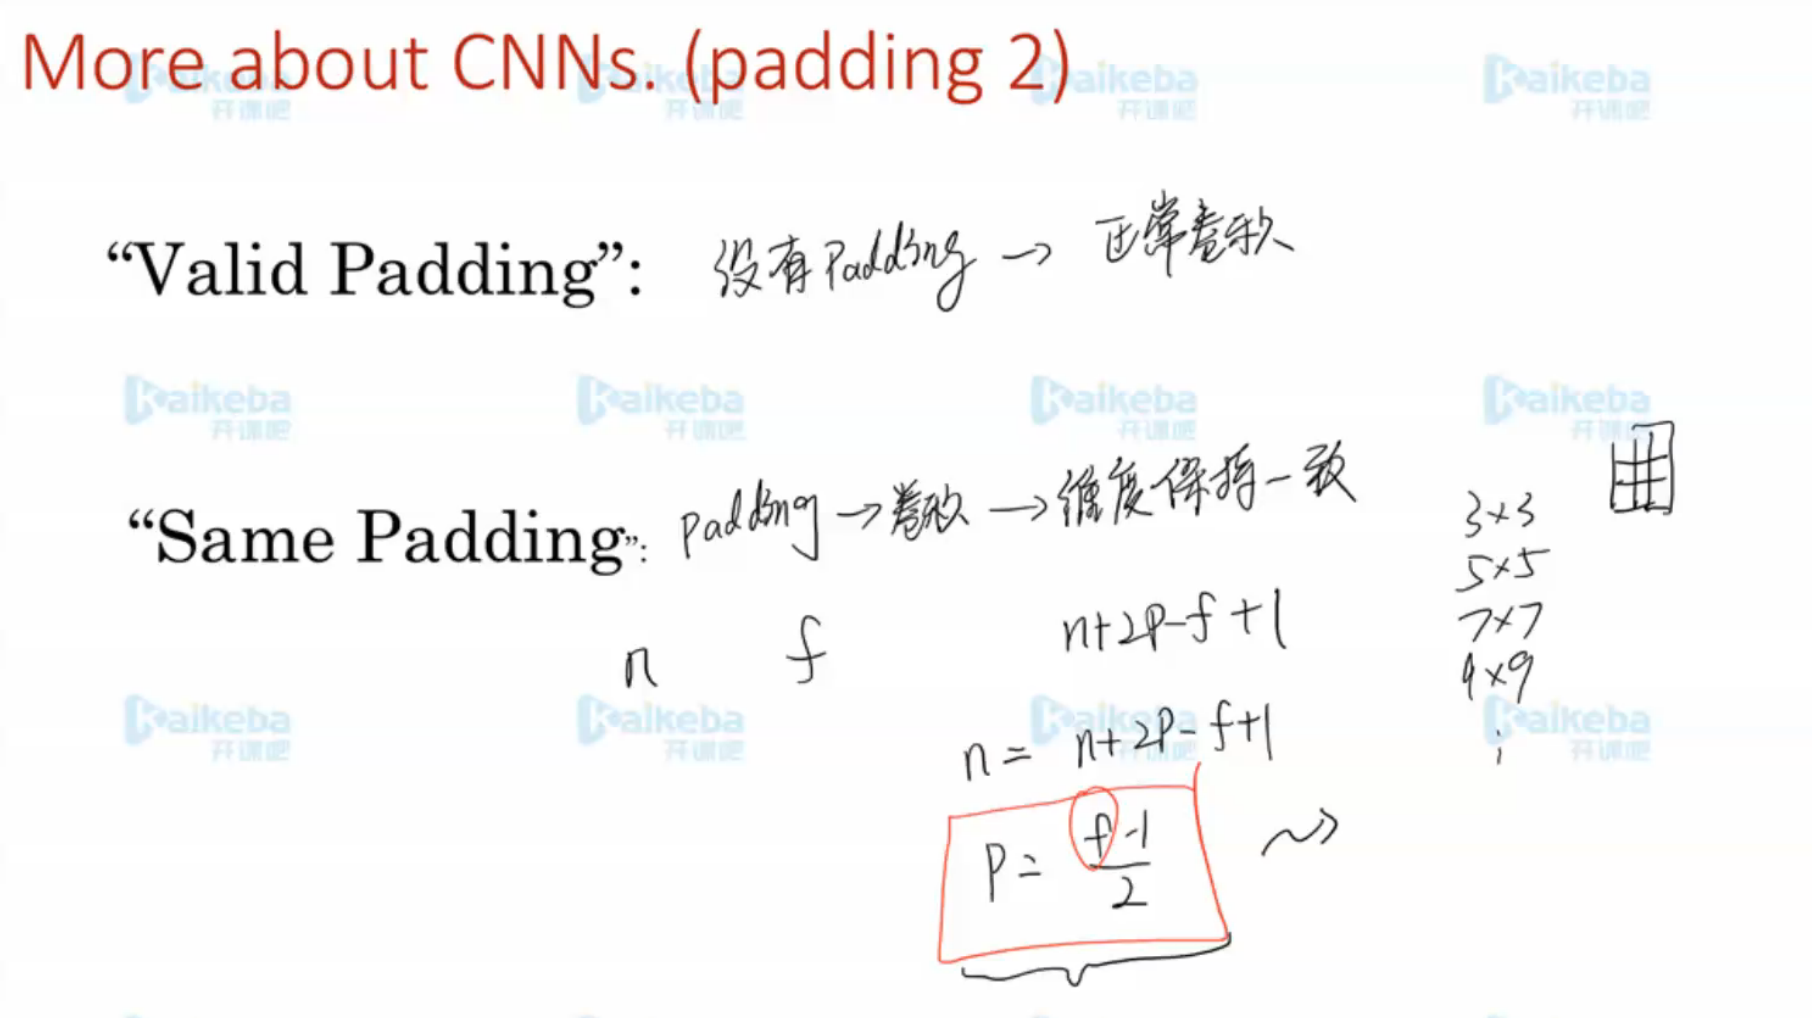 More about CNNs. (padding 2)
“Valid Padding”: 没有Padding → 正常卷积
“Same Padding”: padding → 卷积 → 维度保持一致
3×3
5×5
n f n+2p-f+1
7×7
9×9
n = n+2p-f+1
p = f-1
2
Kaikeba
开课吧